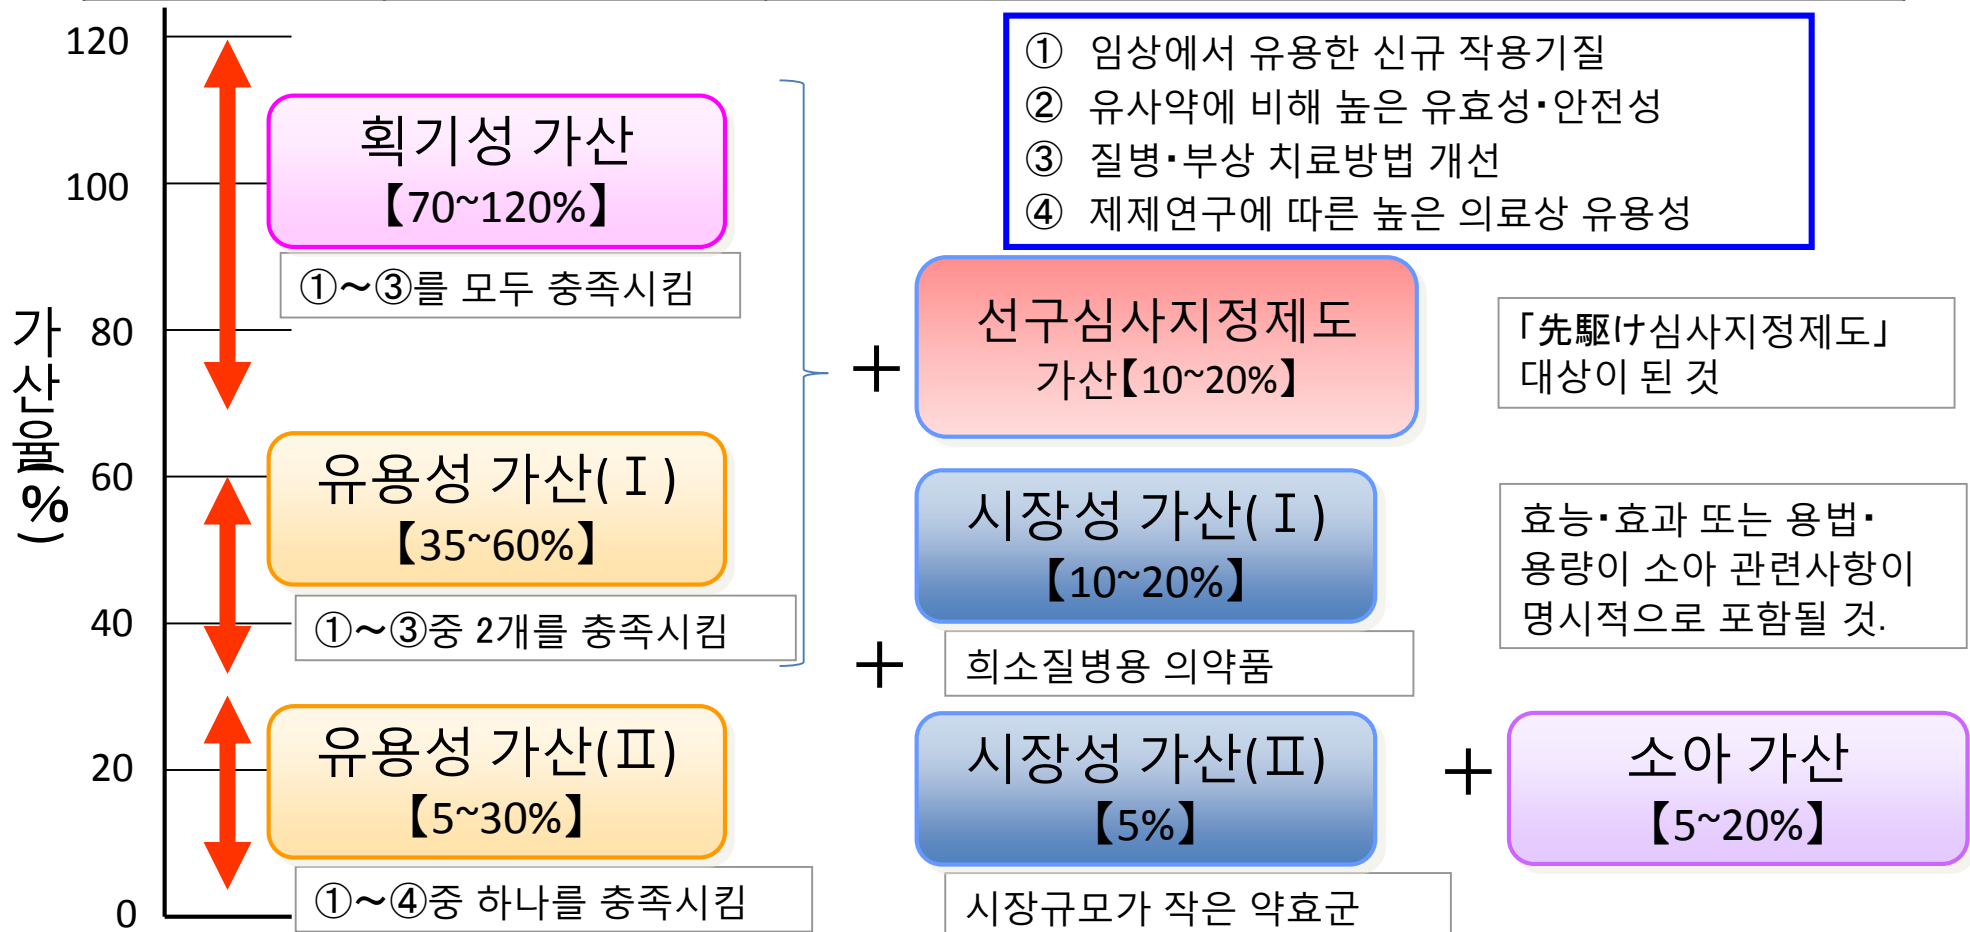 120
100
80
60
40
20
0
가산율(%)
획기성 가산
【70~120%】
①～③를 모두 충족시킴
유용성 가산(Ⅰ)
【35~60%】
①～③중 2개를 충족시킴
유용성 가산(Ⅱ)
【5~30%】
①～④중 하나를 충족시킴
① 임상에서 유용한 신규 작용기질
② 유사약에 비해 높은 유효성･안전성
③ 질병･부상 치료방법 개선
④ 제제연구에 따른 높은 의료상 유용성
+
선구심사지정제도
가산【10~20%】
「先駆け심사지정제도」
대상이 된 것
+
시장성 가산(Ⅰ)
【10~20%】
희소질병용 의약품
시장성 가산(Ⅱ)
【5%】
시장규모가 작은 약효군
효능･효과 또는 용법･
용량이 소아 관련사항이
명시적으로 포함될 것.
+
소아 가산
【5~20%】